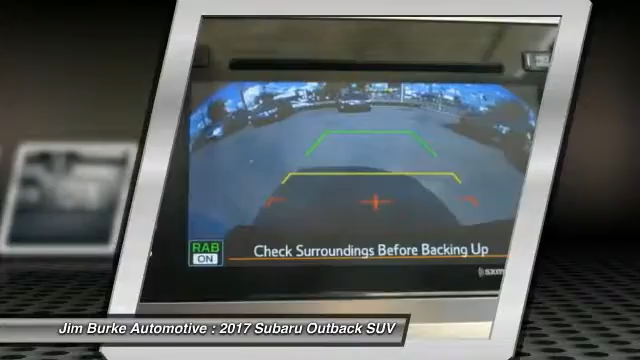 RAB
ON
Check Surroundings Before Backing Up
Jim Burke Automotive : 2017 Subaru Outback SUV